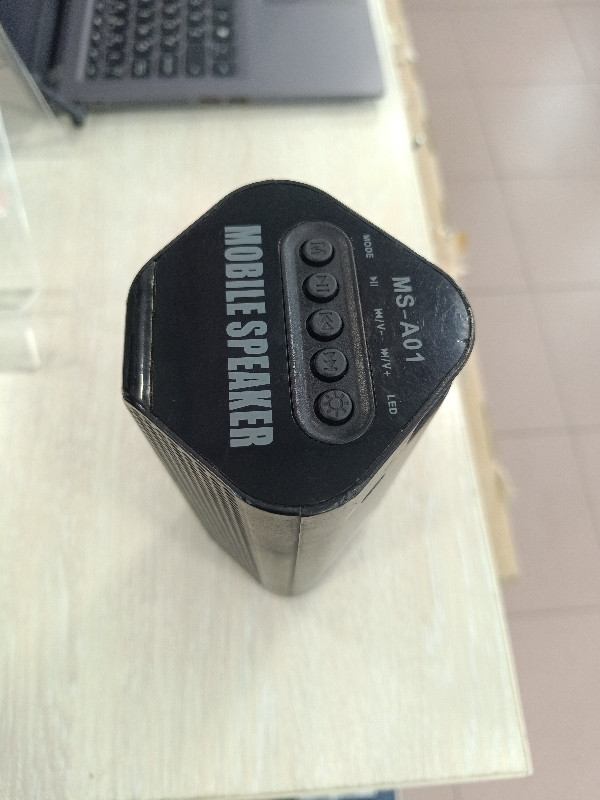 MS-A01
MODE
⏯
⏮/V-
⏭/V+
LED
M
MOBILE SPEAKER